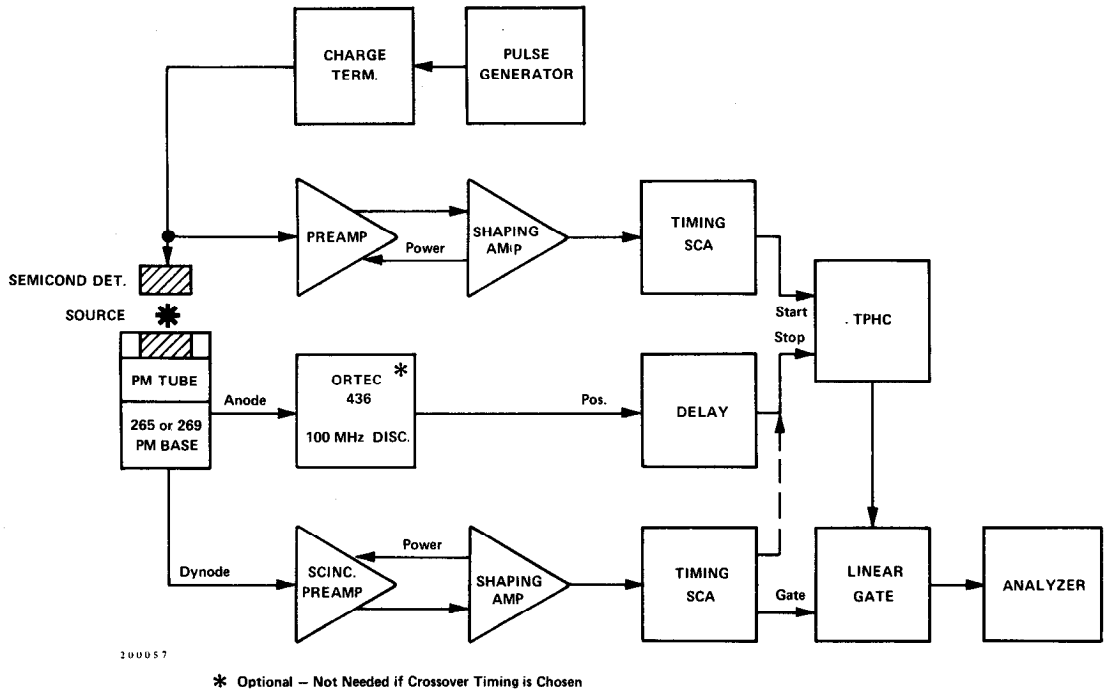 CHARGE
TERM.
PULSE
GENERATOR
PREAMP
Power
SHAPING
AMP
TIMING
SCA
SEMICOND DET.
SOURCE
Start
Stop
TPHC
PM TUBE
265 or 269
PM BASE
Anode
ORTEC *
436
100 MHz DISC.
Pos.
DELAY
Dynode
SCINC.
PREAMP
Power
SHAPING
AMP
TIMING
SCA
Gate
LINEAR
GATE
ANALYZER
200057
* Optional – Not Needed if Crossover Timing is Chosen